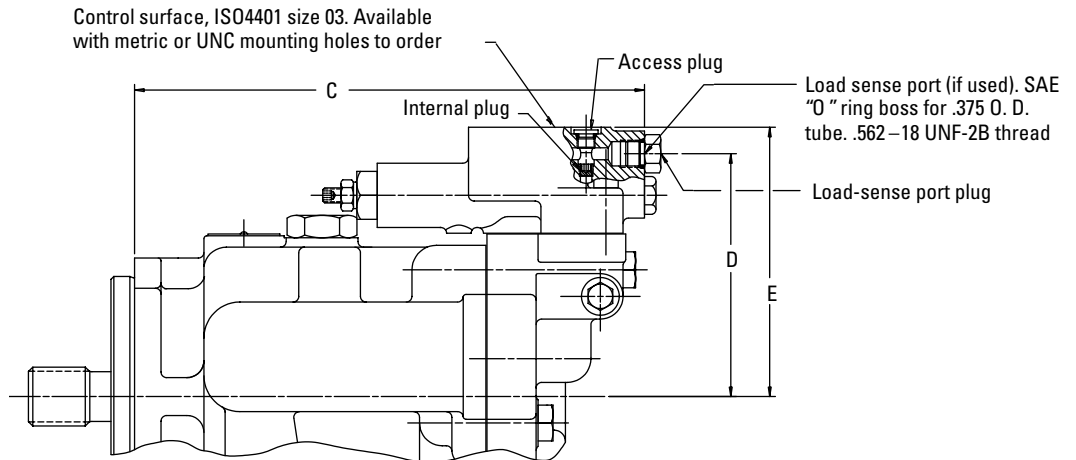 Control surface, ISO4401 size 03. Available
with metric or UNC mounting holes to order
Access plug
C
Load sense port (if used). SAE
“O ” ring boss for .375 O. D.
tube. .562–18 UNF-2B thread
Internal plug
Load-sense port plug
D
E